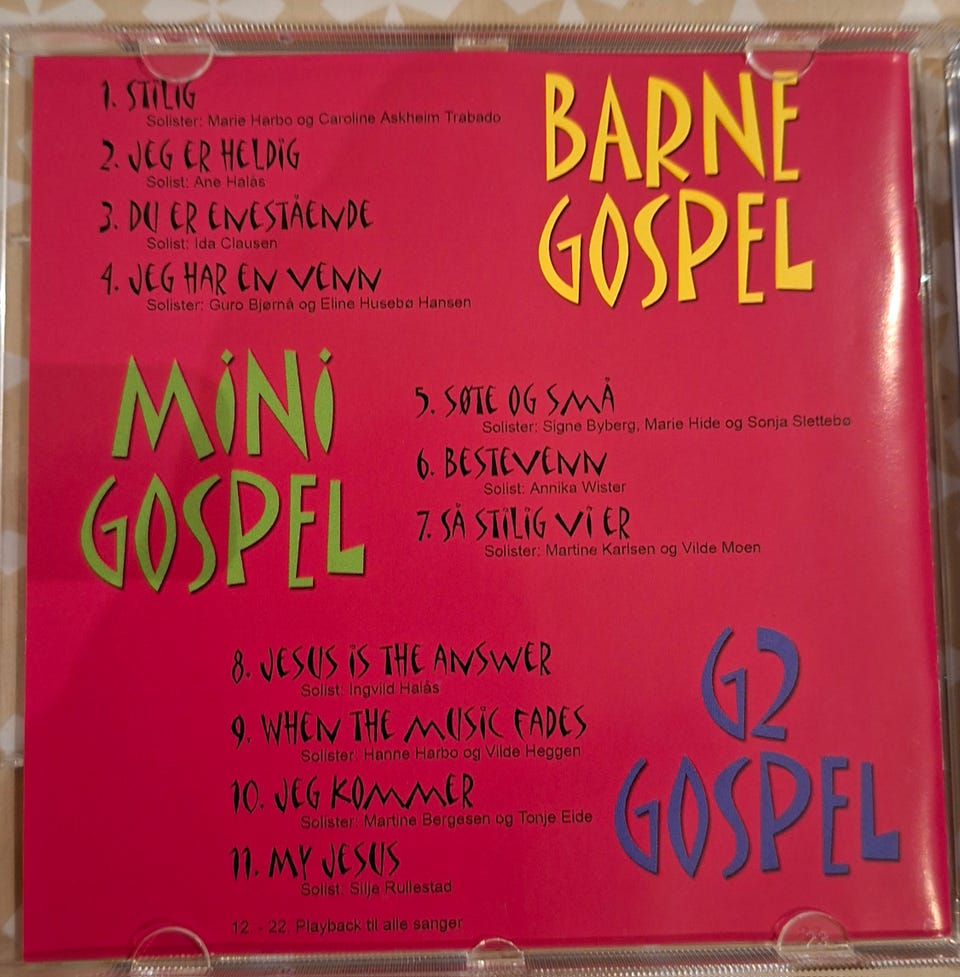 1. STILIG
Solister: Marie Harbo og Caroline Askheim Trabado
2. JEG ER HELDIG
Solist: Ane Halås
3. DU ER ENESTÅENDE
Solist: Ida Clausen
4. JEG HAR EN VENN
Solister: Guro Bjørnå og Eline Husebø Hansen
BARNE
GOSPEL
MINI
GOSPEL
5. SØTE OG SMÅ
Solister: Signe Byberg, Marie Hide og Sonja Slettebø
6. BESTEVENN
Solist: Annika Wister
7. SÅ STILIG VI ER
Solister: Martine Karlsen og Vilde Moen
8. JESUS IS THE ANSWER
Solist: Ingvild Halås
9. WHEN THE MUSIC FADES
Solister: Hanne Harbo og Vilde Heggen
10. JEG KOMMER
Solister: Martine Bergesen og Tonje Eide
11. MY JESUS
Solist: Silje Rullestad
12. - 22. Playback til alle sanger
G2
GOSPEL